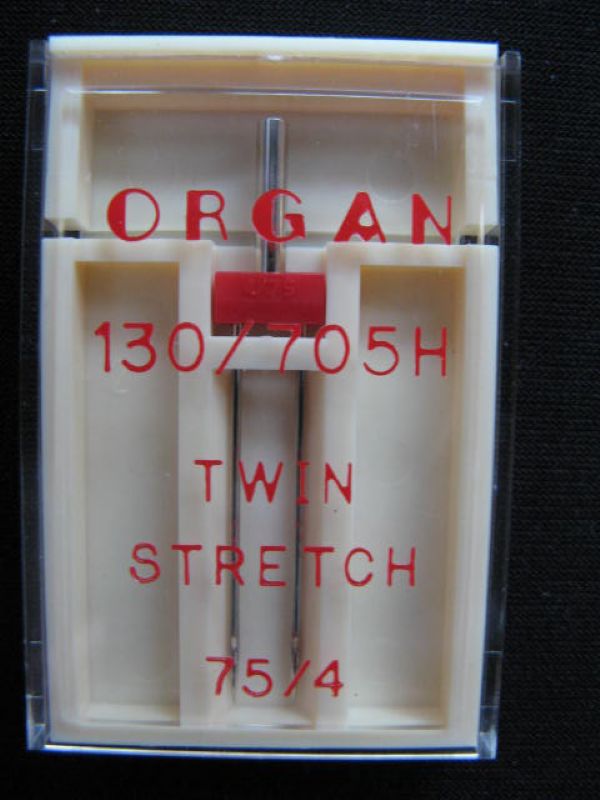 ORGAN
130/705H
TWIN
STRETCH
75/4